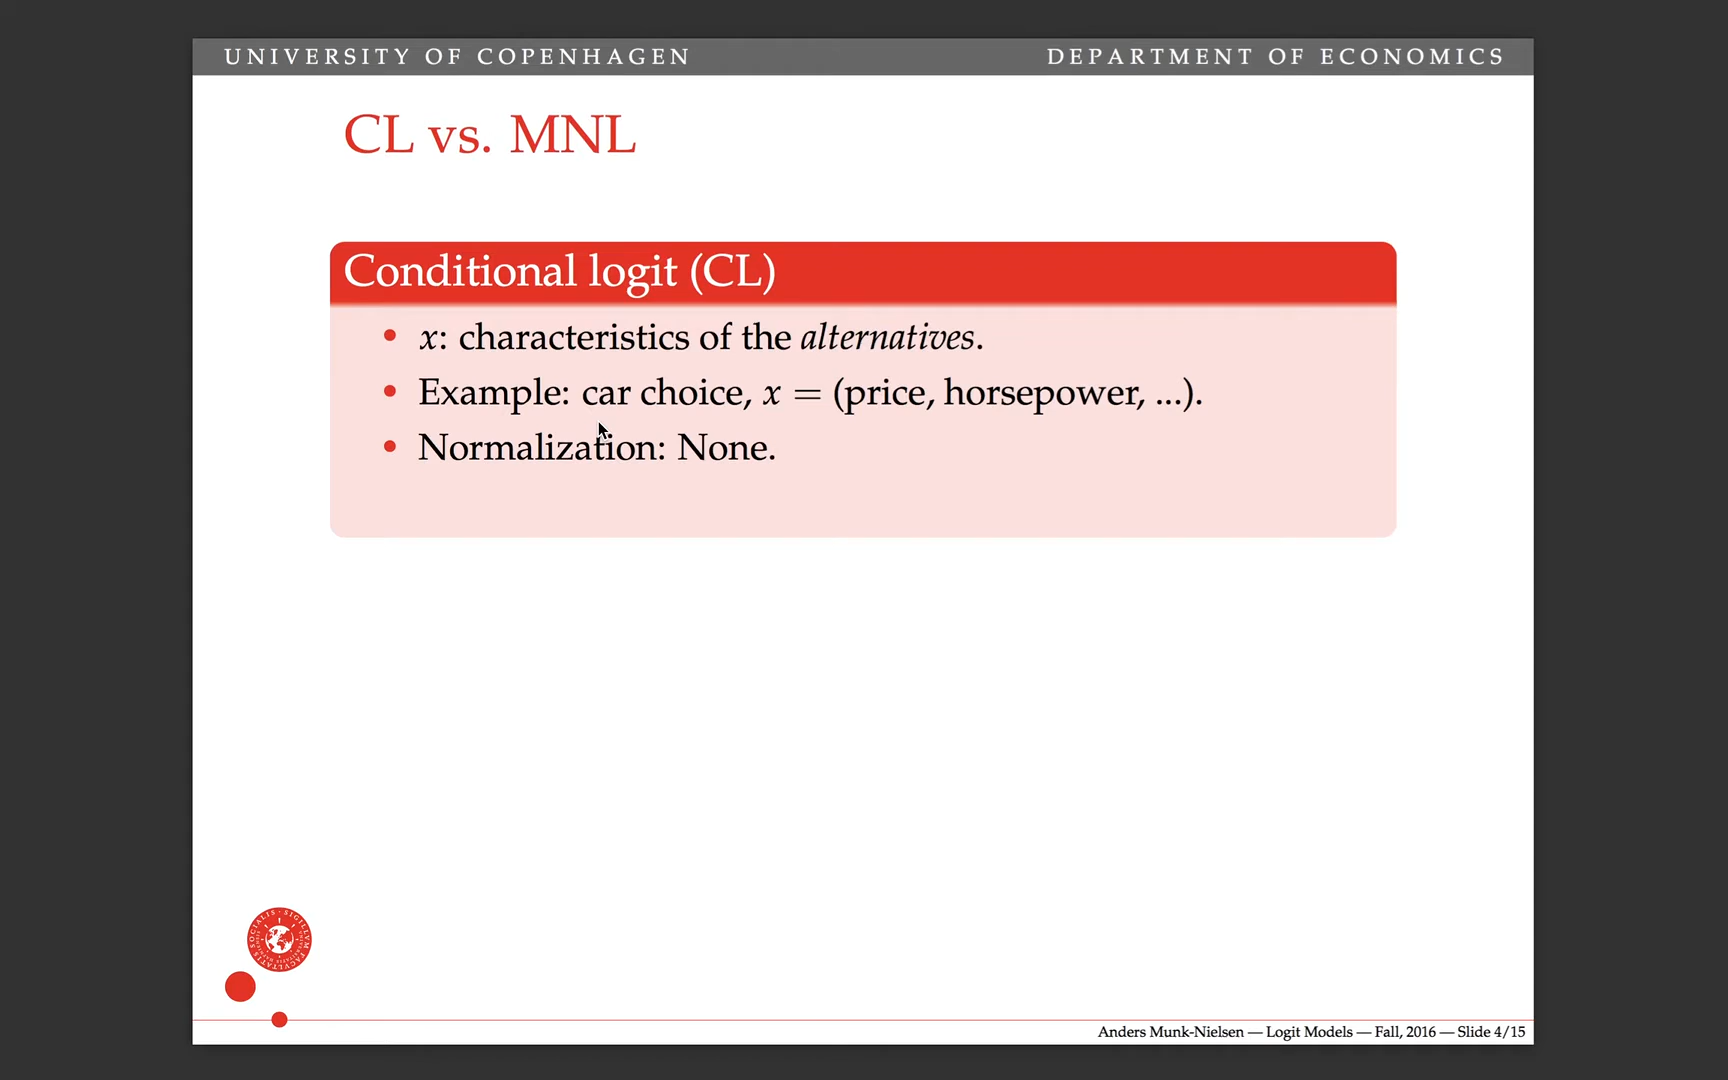 UNIVERSITY OF COPENHAGEN DEPARTMENT OF ECONOMICS
CL vs. MNL
Conditional logit (CL)
• x: characteristics of the alternatives.
• Example: car choice, x = (price, horsepower, ...).
• Normalization: None.
Anders Munk-Nielsen — Logit Models — Fall, 2016 — Slide 4/15